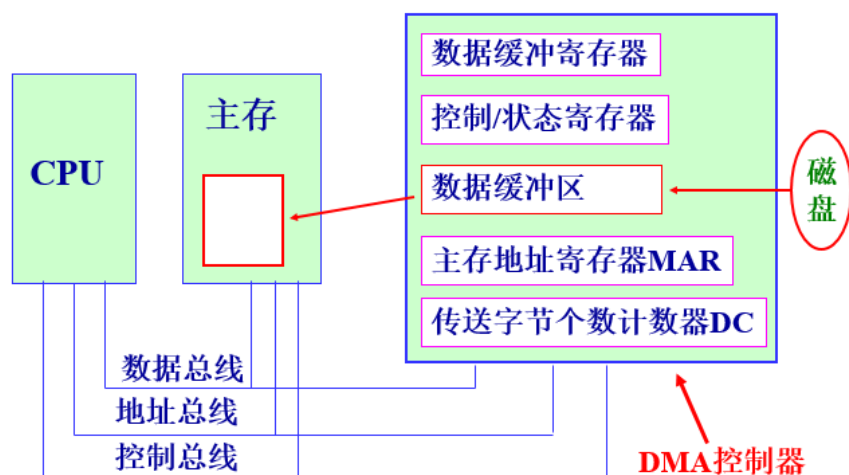 CPU
主存
数据缓冲寄存器
控制/状态寄存器
数据缓冲区
主存地址寄存器MAR
传送字节个数计数器DC
磁
盘
数据总线
地址总线
控制总线
DMA控制器